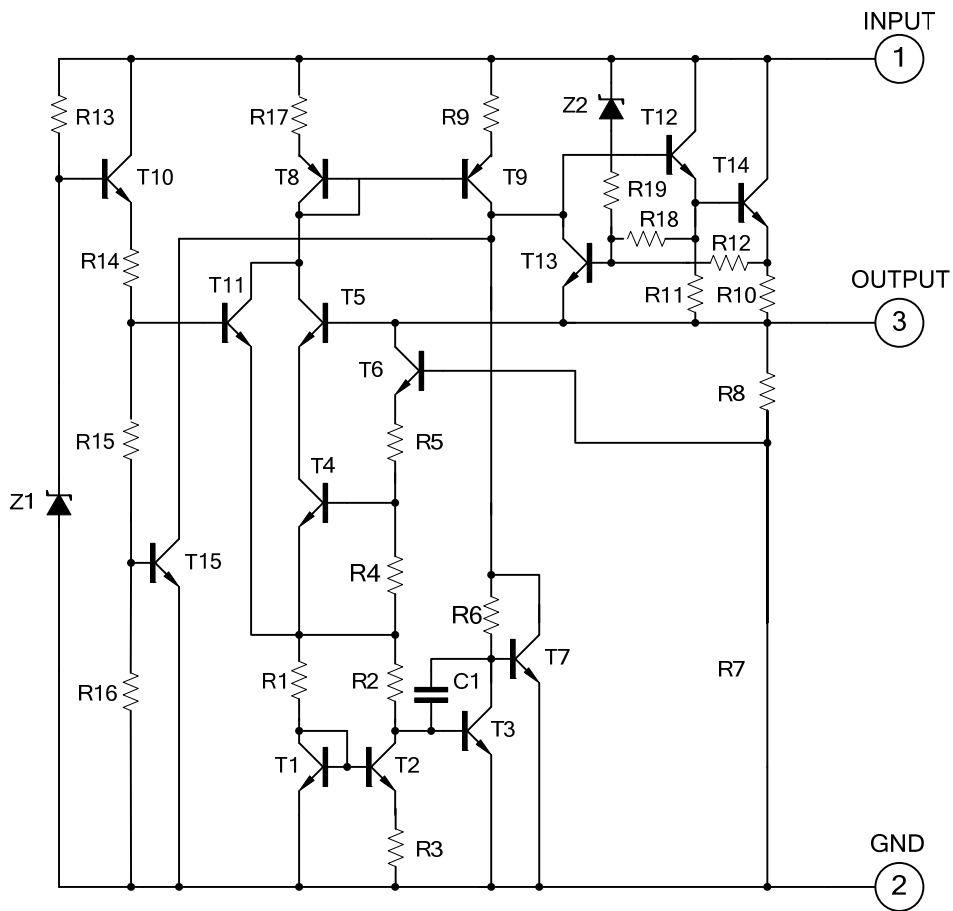 INPUT
1
R13
R17
R9
Z2
T12
T10
T8
T9
R19
T14
R18
R12
R14
T11
T13
R11
R10
OUTPUT
T5
3
T6
R8
R15
R5
Z1
T4
T15
R4
R6
T7
R16
R1
R2
C1
R7
T3
T1
T2
R3
GND
2